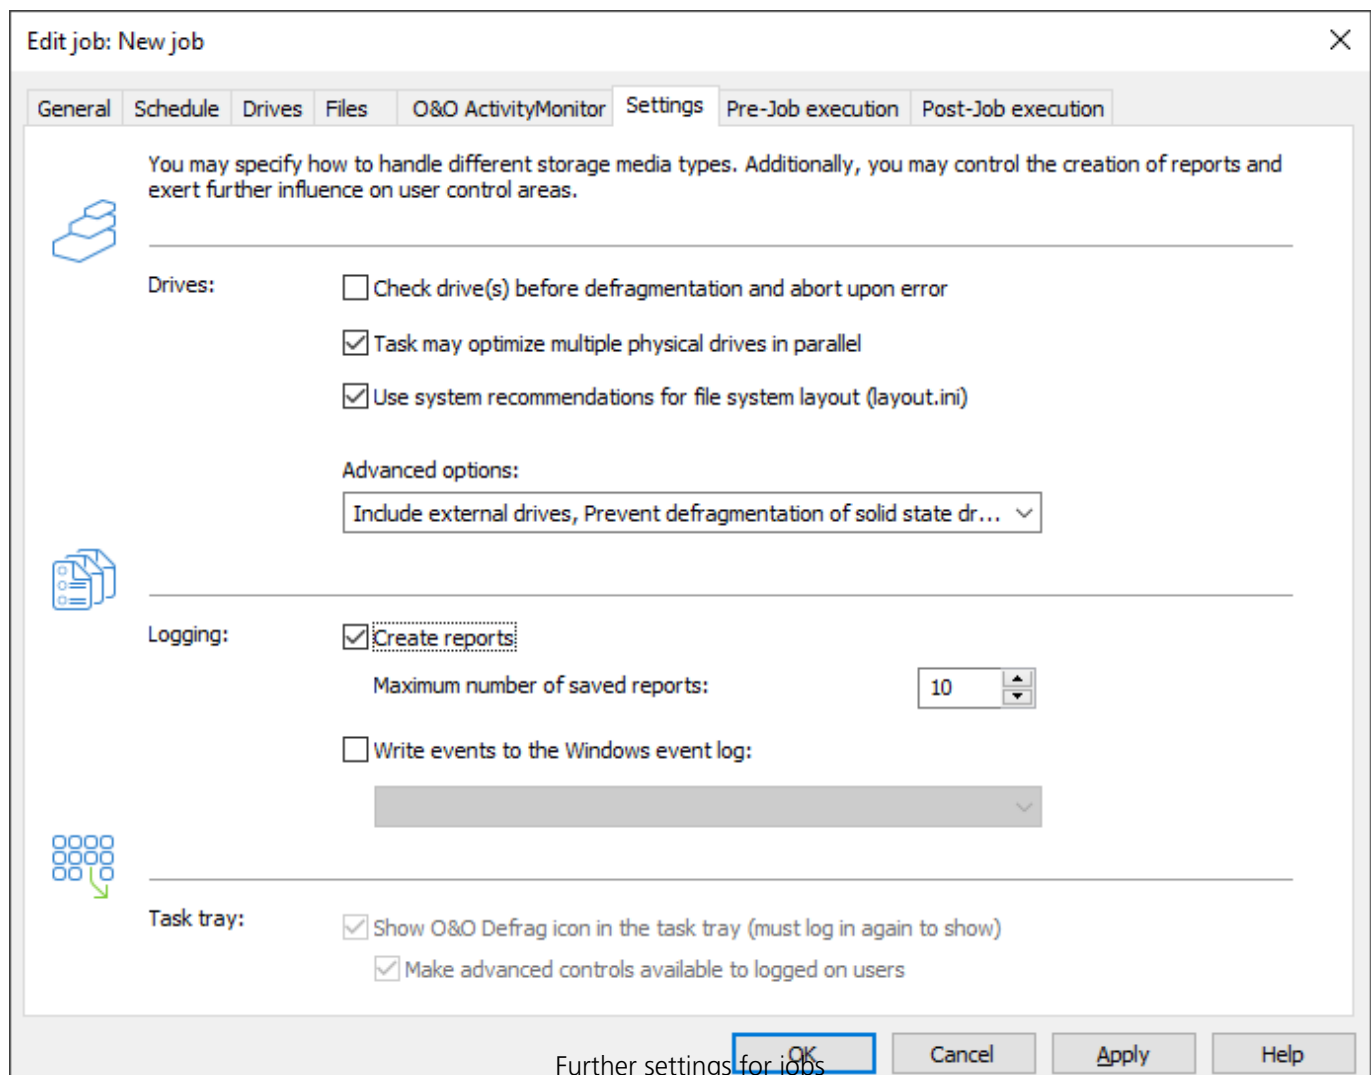 Edit job: New job
General Schedule Drives Files O&O ActivityMonitor Settings Pre-Job execution Post-Job execution
You may specify how to handle different storage media types. Additionally, you may control the creation of reports and
exert further influence on user control areas.
Drives:
Check drive(s) before defragmentation and abort upon error
Task may optimize multiple physical drives in parallel
Use system recommendations for file system layout (layout.ini)
Advanced options:
Include external drives, Prevent defragmentation of solid state dr...
Logging:
Create reports
Maximum number of saved reports: 10
Write events to the Windows event log:
Task tray:
Show O&O Defrag icon in the task tray (must log in again to show)
Make advanced controls available to logged on users
OK Cancel Apply Help
Further settings for jobs